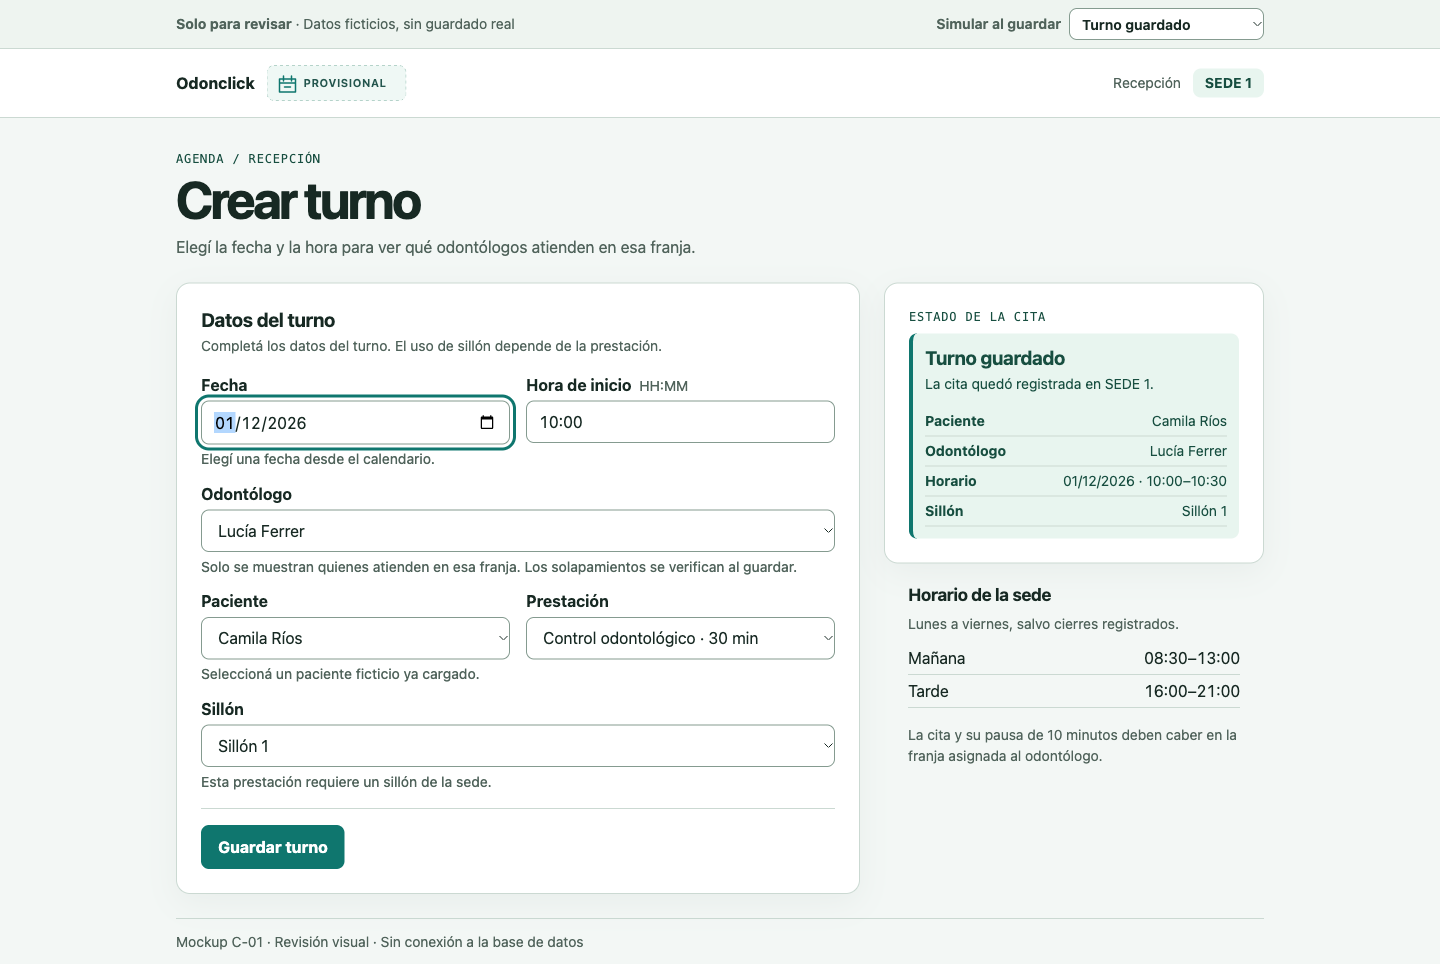 Solo para revisar · Datos ficticios, sin guardado real
Simular al guardar
Turno guardado
Odonclick
PROVISIONAL
Recepción
SEDE 1
AGENDA / RECEPCIÓN
Crear turno
Elegí la fecha y la hora para ver qué odontólogos atienden en esa franja.
Datos del turno
Completá los datos del turno. El uso de sillón depende de la prestación.
Fecha
01/12/2026
Elegí una fecha desde el calendario.
Hora de inicio HH:MM
10:00
Odontólogo
Lucía Ferrer
Solo se muestran quienes atienden en esa franja. Los solapamientos se verifican al guardar.
Paciente
Camila Ríos
Seleccioná un paciente ficticio ya cargado.
Prestación
Control odontológico · 30 min
Sillón
Sillón 1
Esta prestación requiere un sillón de la sede.
Guardar turno
ESTADO DE LA CITA
Turno guardado
La cita quedó registrada en SEDE 1.
Paciente Camila Ríos
Odontólogo Lucía Ferrer
Horario 01/12/2026 · 10:00–10:30
Sillón Sillón 1
Horario de la sede
Lunes a viernes, salvo cierres registrados.
Mañana 08:30–13:00
Tarde 16:00–21:00
La cita y su pausa de 10 minutos deben caber en la
franja asignada al odontólogo.
Mockup C-01 · Revisión visual · Sin conexión a la base de datos